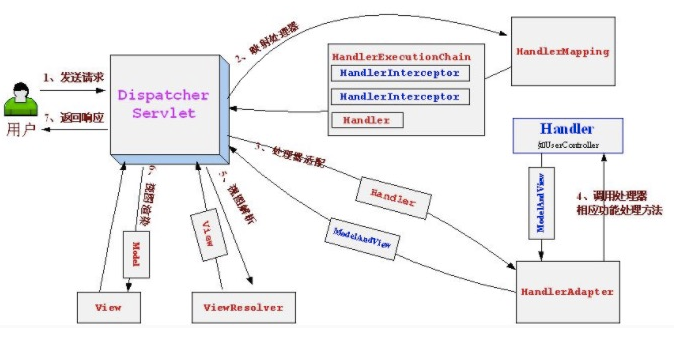 2、映射处理器
HandlerExecutionChain
HandlerInterceptor
HandlerInterceptor
Handler
HandlerMapping
1、发送请求
Dispatcher
Servlet
用户
7、返回响应
3、处理器适配
Handler
如UserController
Handler
ModelAndView
4、调用处理器
相应功能处理方法
6、视图渲染
5、视图解析
Model
View
ModelAndView
View
ViewResolver
HandlerAdapter